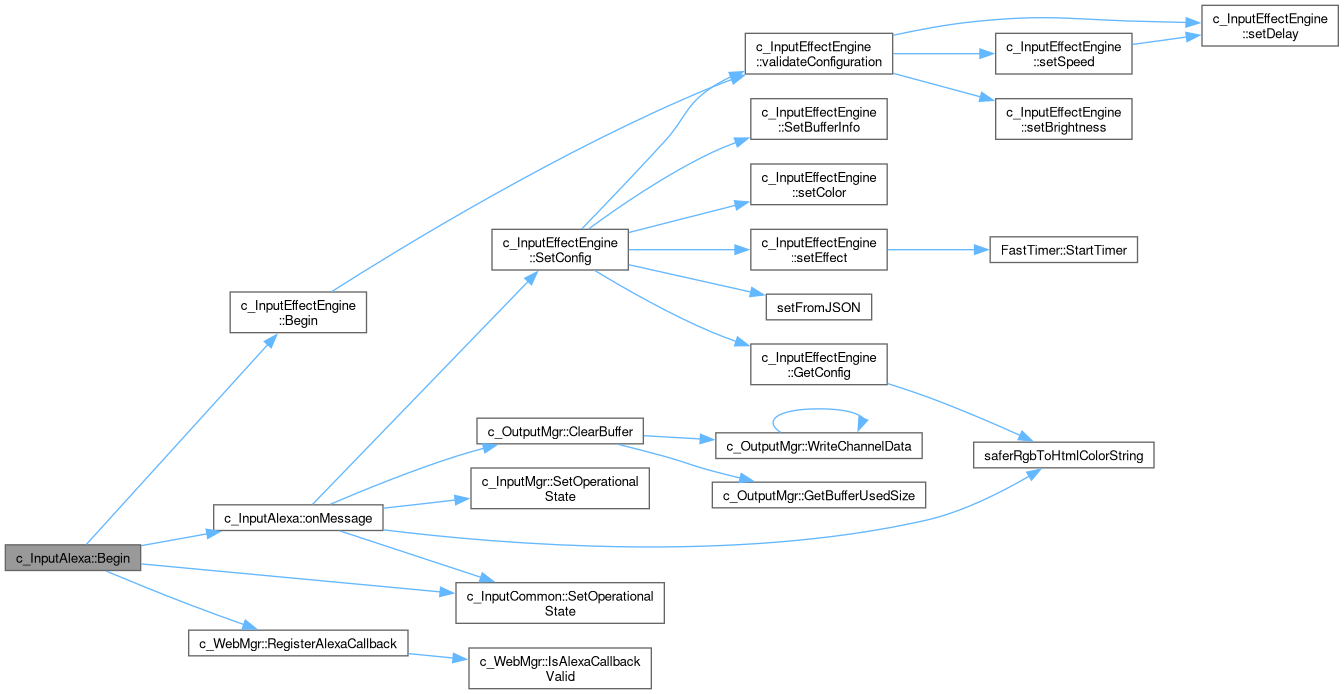 c_InputAlexa::Begin
c_InputEffectEngine
::Begin
c_InputEffectEngine
::validateConfiguration
c_InputEffectEngine
::setDelay
c_InputEffectEngine
::setSpeed
c_InputEffectEngine
::setBrightness
c_InputAlexa::onMessage
c_InputEffectEngine
::SetConfig
c_InputEffectEngine
::SetBufferInfo
c_InputEffectEngine
::setColor
c_InputEffectEngine
::setEffect
FastTimer::StartTimer
setFromJSON
c_InputEffectEngine
::GetConfig
saferRgbToHtmlColorString
c_OutputMgr::ClearBuffer
c_OutputMgr::WriteChannelData
c_OutputMgr::GetBufferUsedSize
c_InputMgr::SetOperational
State
c_InputCommon::SetOperational
State
c_WebMgr::RegisterAlexaCallback
c_WebMgr::IsAlexaCallback
Valid